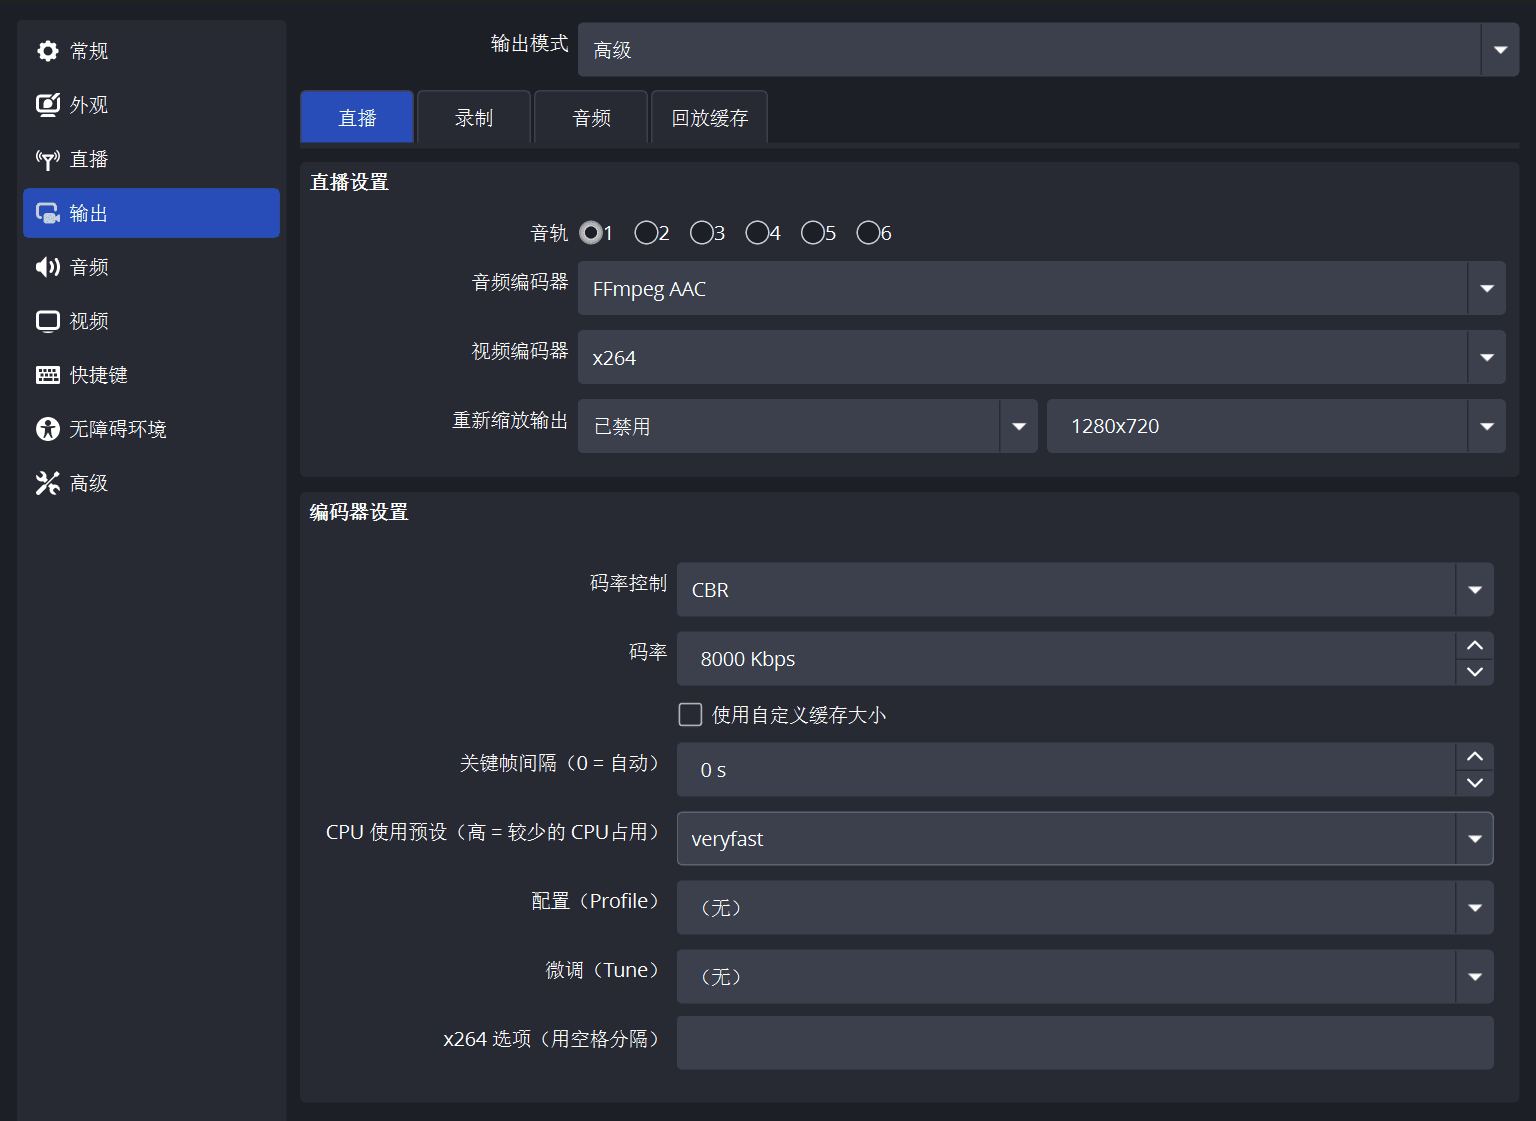 常规
外观
直播
输出
音频
视频
快捷键
无障碍环境
高级
输出模式 高级
直播 录制 音频 回放缓存
直播设置
音轨 1 2 3 4 5 6
音频编码器 FFmpeg AAC
视频编码器 x264
重新缩放输出 已禁用 1280x720
编码器设置
码率控制 CBR
码率 8000 Kbps
使用自定义缓存大小
关键帧间隔（0 = 自动） 0 s
CPU 使用预设（高 = 较少的 CPU占用） veryfast
配置（Profile） （无）
微调（Tune） （无）
x264 选项（用空格分隔）